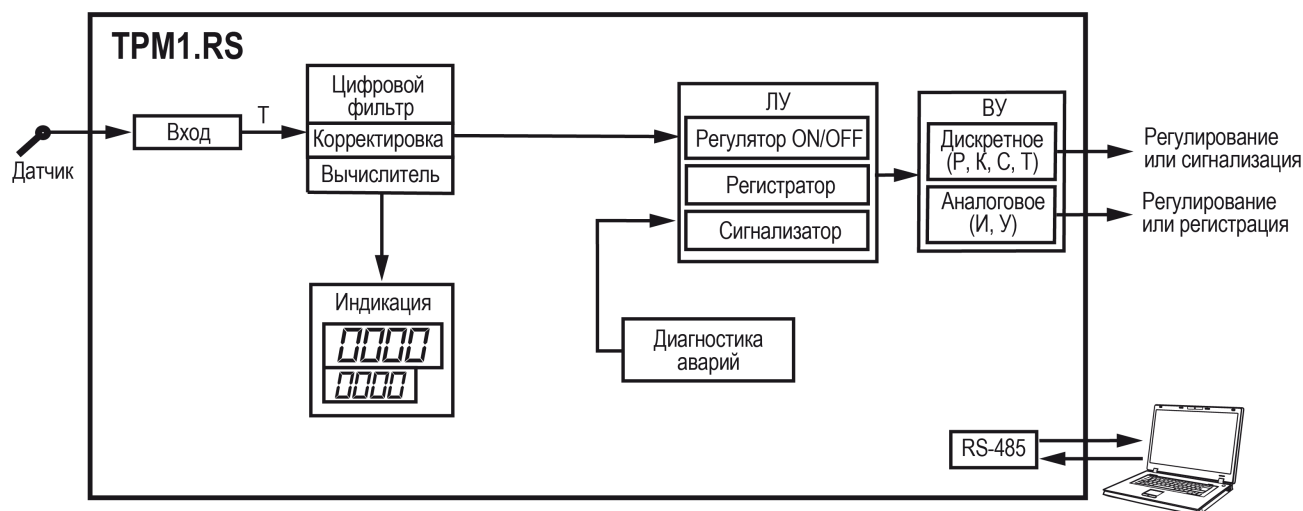 ТРМ1.RS
Датчик
Вход
T
Цифровой
фильтр
Корректировка
Вычислитель
Индикация
0000
0000
ЛУ
Регулятор ON/OFF
Регистратор
Сигнализатор
Диагностика
аварий
ВУ
Дискретное
(Р, К, С, Т)
Аналоговое
(И, У)
Регулирование
или сигнализация
Регулирование
или регистрация
RS-485